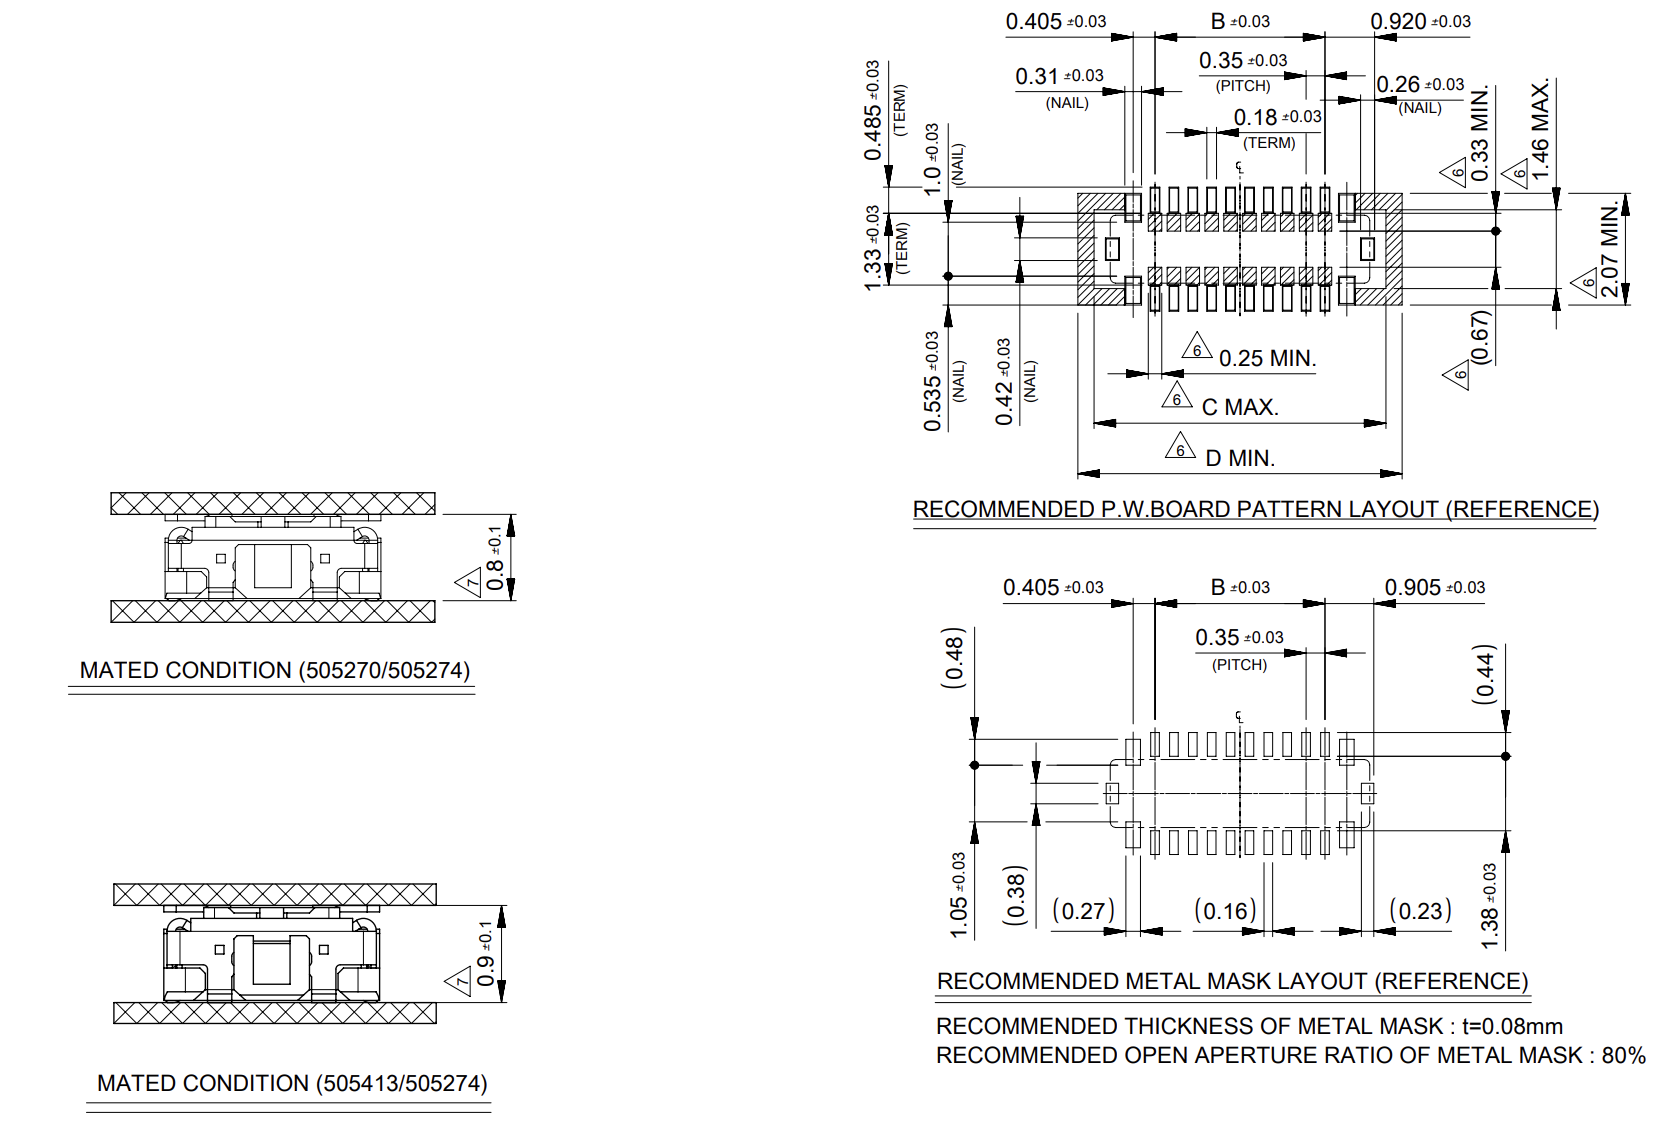 0.405 ±0.03
B ±0.03
0.920 ±0.03
0.35 ±0.03
(PITCH)
0.31 ±0.03
(NAIL)
0.26 ±0.03
(NAIL)
0.18 ±0.03
(TERM)
0.485 ±0.03
(TERM)
1.0 ±0.03
(NAIL)
1.33 ±0.03
(TERM)
0.535 ±0.03
(NAIL)
0.42 ±0.03
(NAIL)
6
0.33 MIN.
6
1.46 MAX.
6
2.07 MIN.
6
(0.67)
6
0.25 MIN.
6
C MAX.
6
D MIN.
RECOMMENDED P.W.BOARD PATTERN LAYOUT (REFERENCE)
7
0.8 ±0.1
MATED CONDITION (505270/505274)
7
0.9 ±0.1
MATED CONDITION (505413/505274)
0.405 ±0.03
B ±0.03
0.905 ±0.03
0.35 ±0.03
(PITCH)
(0.48)
(0.44)
1.05 ±0.03
(0.38)
(0.27)
(0.16)
(0.23)
1.38 ±0.03
RECOMMENDED METAL MASK LAYOUT (REFERENCE)
RECOMMENDED THICKNESS OF METAL MASK : t=0.08mm
RECOMMENDED OPEN APERTURE RATIO OF METAL MASK : 80%